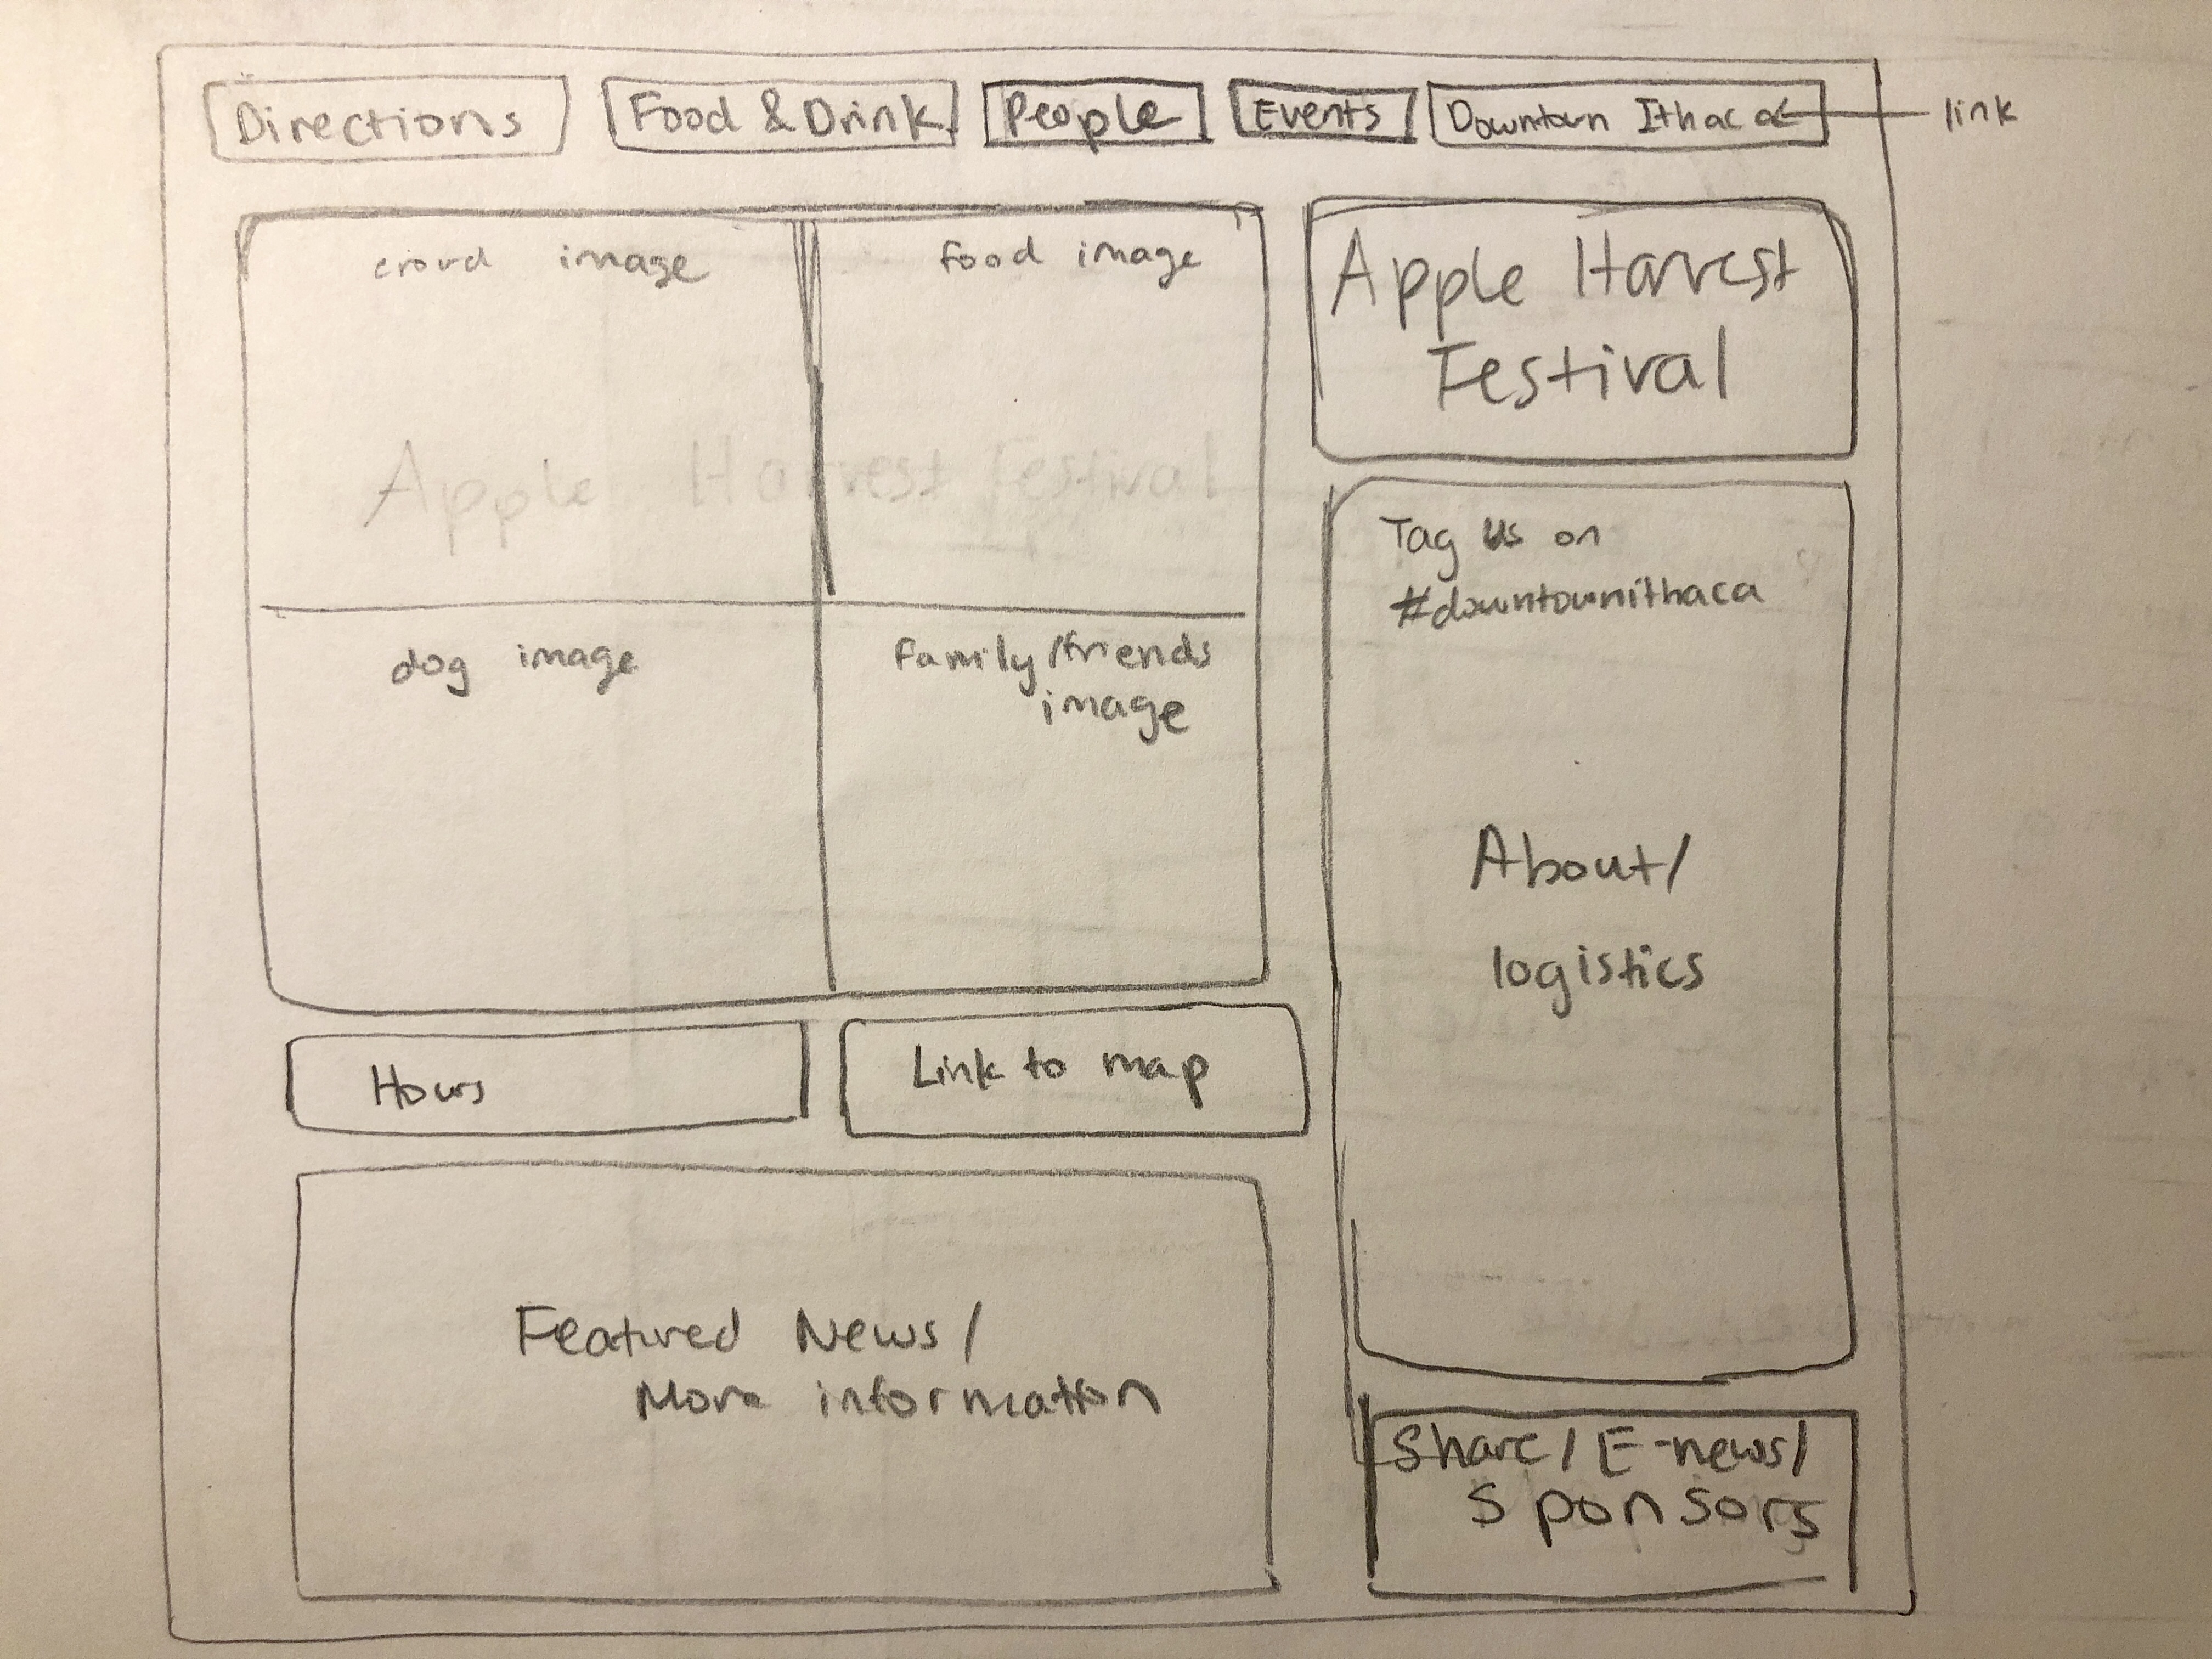 Directions
Food & Drink
People
Events
Downtown Ithaca
link
crowd image
food image
Apple Harvest Festival
dog image
family/friends
image
Apple Harvest
Festival
Tag us on
#downtownithaca
About/
logistics
Hours
Link to map
Featured News/
More information
Share/E-news/
Sponsors